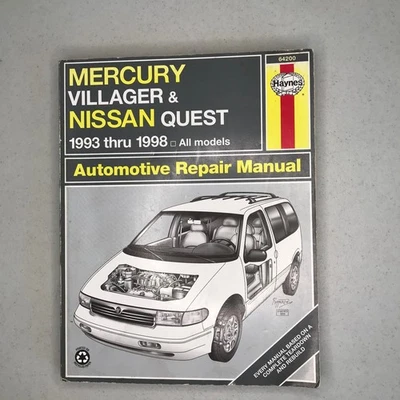 64200
Haynes
MERCURY
VILLAGER &
NISSAN QUEST
1993 thru 1998 □ All models
Automotive Repair Manual
EVERY MANUAL BASED ON A
COMPLETE TEARDOWN
AND REBUILD